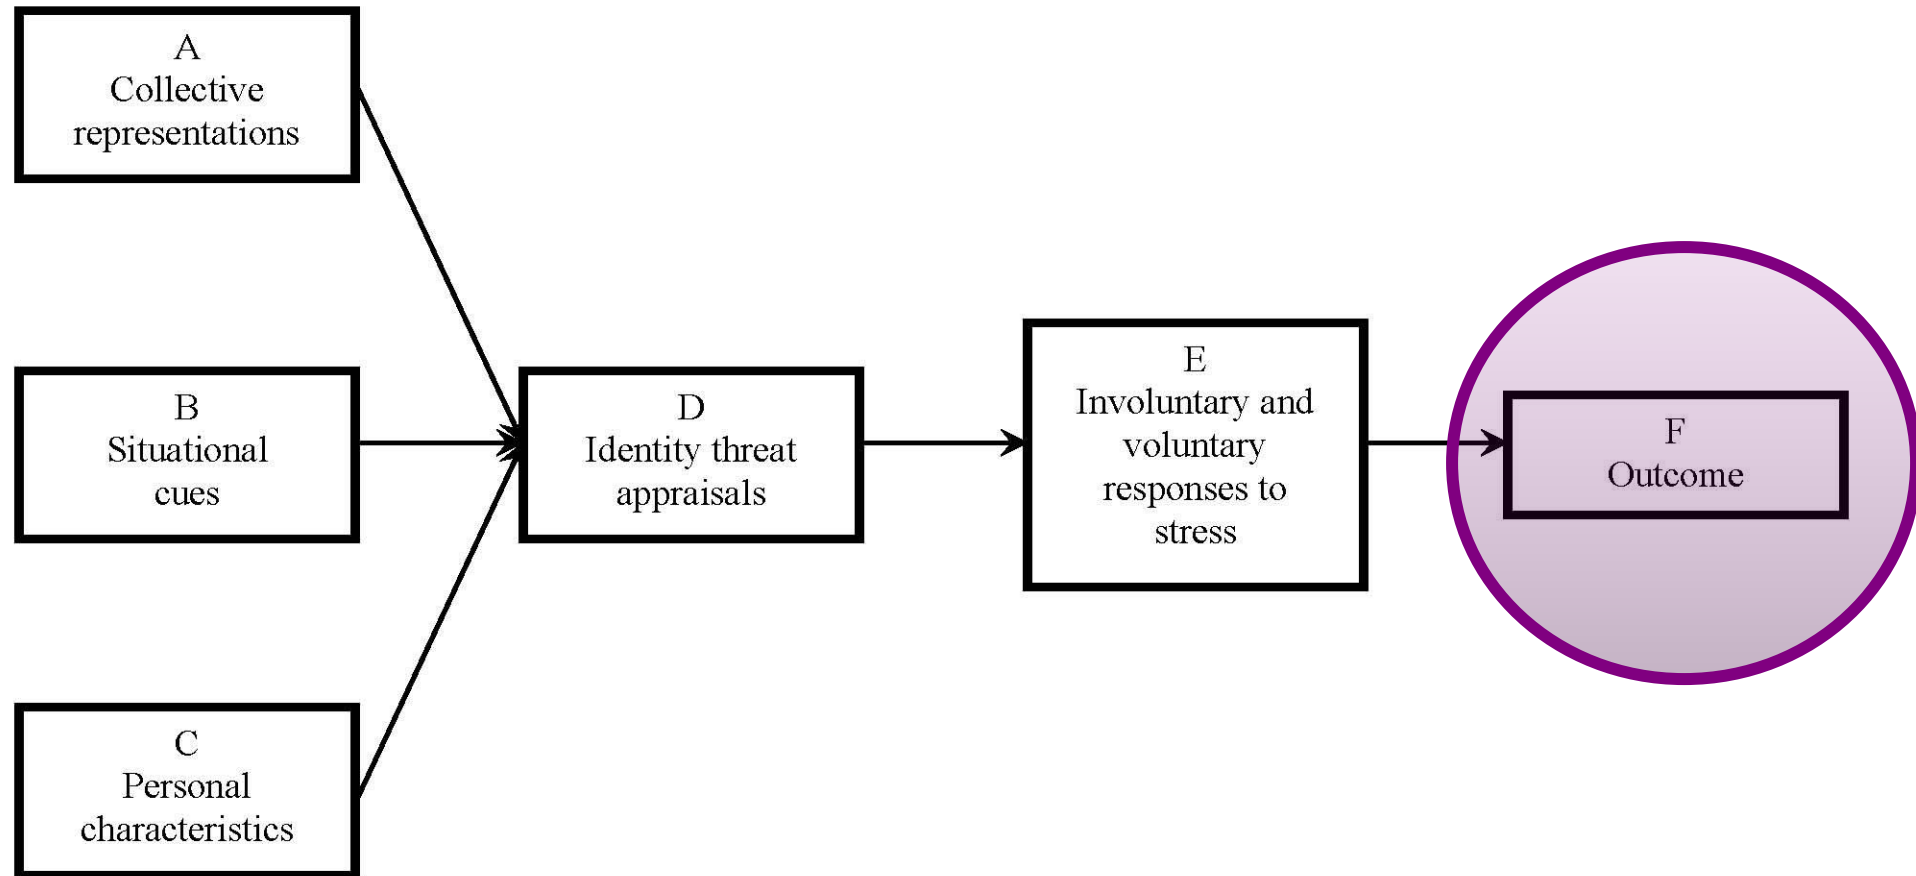 A
Collective
representations
B
Situational
cues
C
Personal
characteristics
D
Identity threat
appraisals
E
Involuntary and
voluntary
responses to
stress
F
Outcome